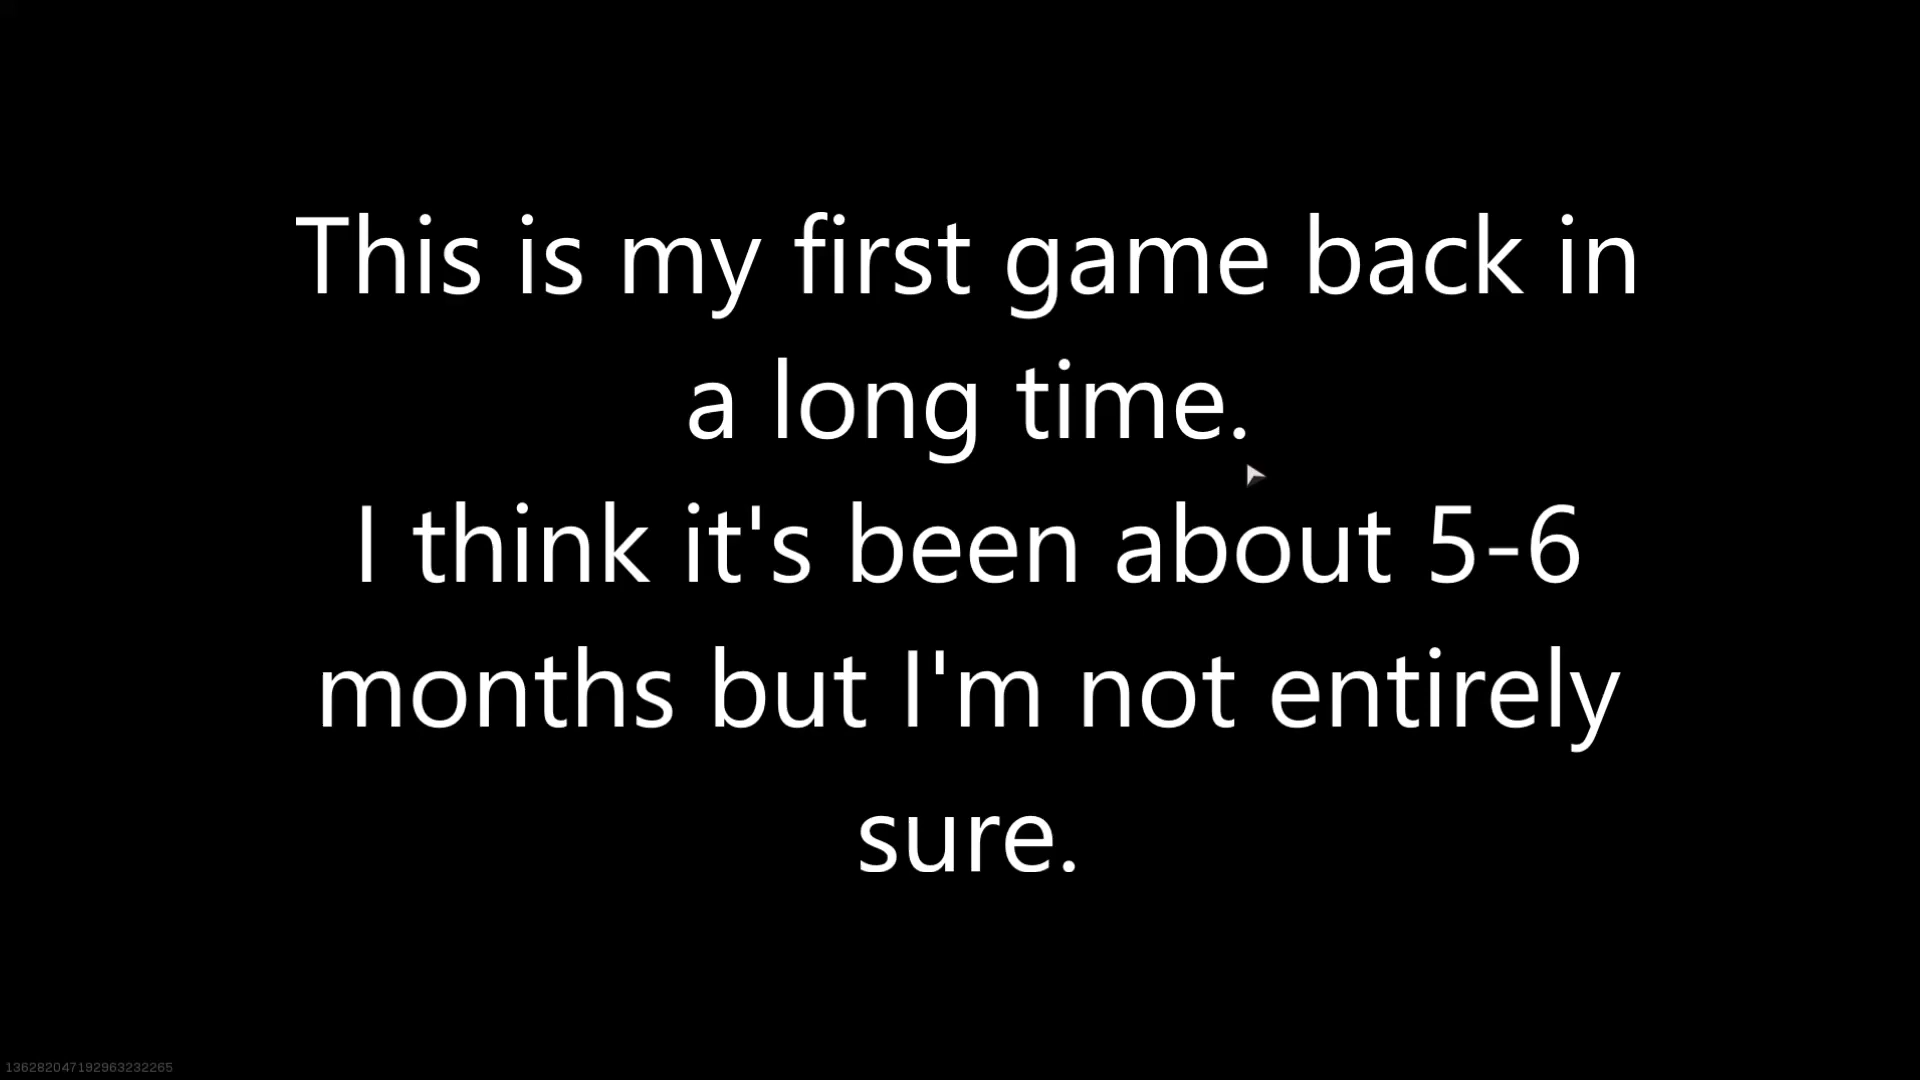 This is my first game back in
a long time.
I think it's been about 5-6
months but I'm not entirely
sure.
136282047192963232265